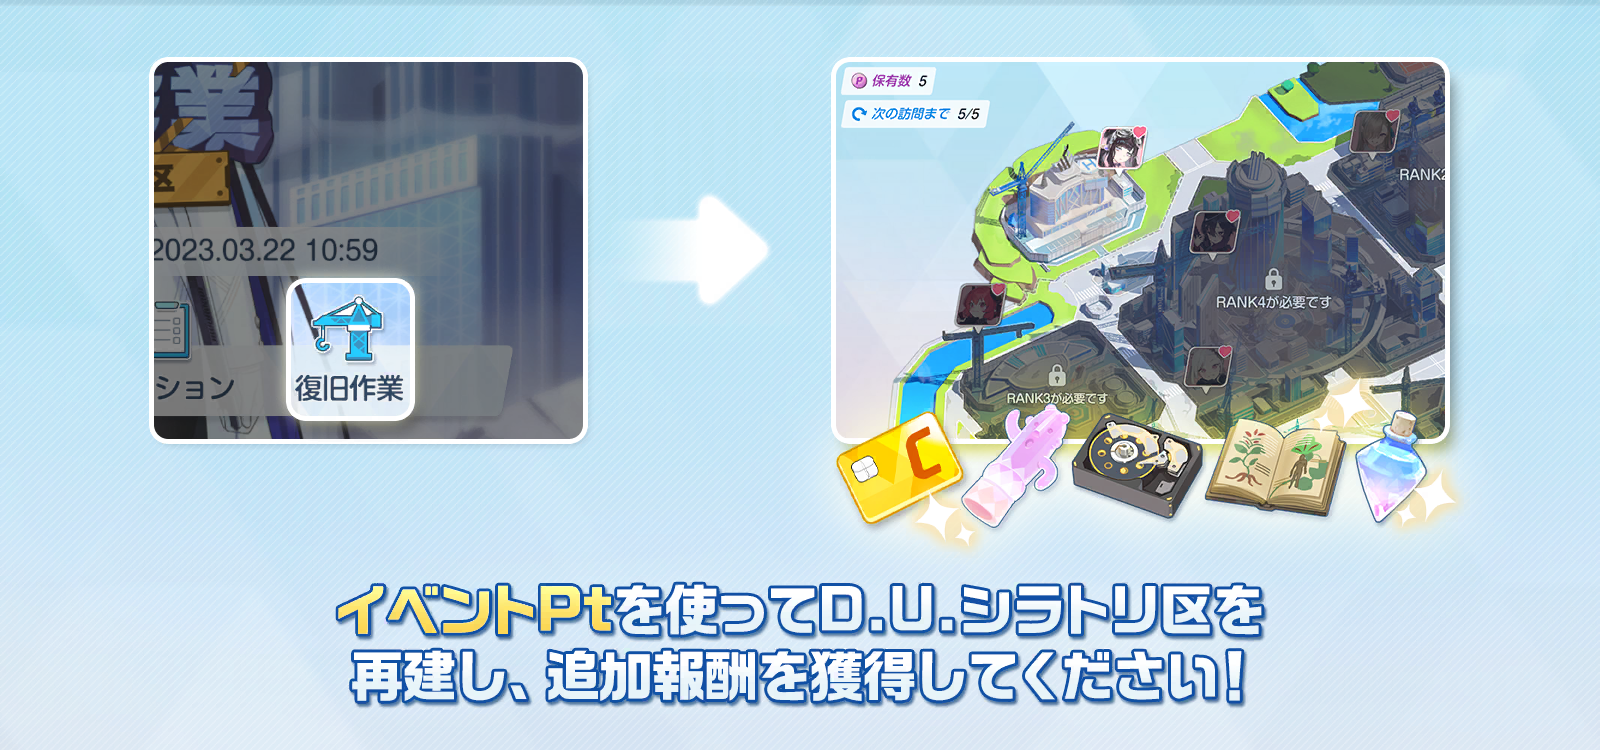 業
区
2023.03.22 10:59
ション
復旧作業
P 保有数 5
次の訪問まで 5/5
H
RANK2
RANK4が必要です
RANK3が必要です
C
イベントPtを使ってD.U.シラトリ区を
再建し、追加報酬を獲得してください!